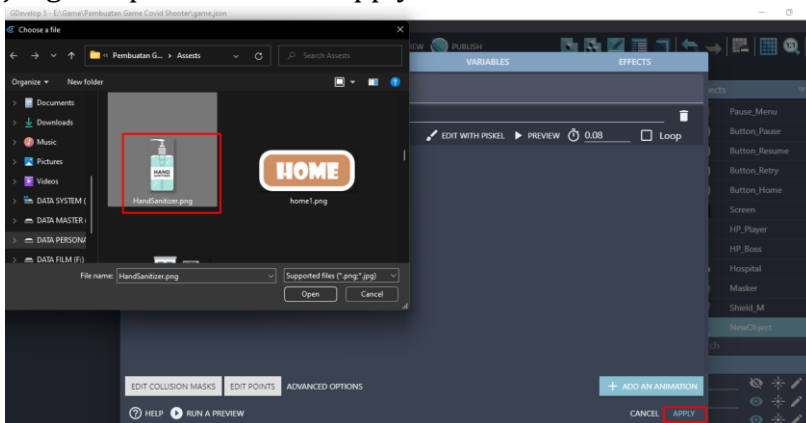 GDevelop 5 - E:\Game\Pembuatan Game Covid Shooter\game.json
Choose a file
Pembuatan G... > Assests
Search Assests
PUBLISH
Organize
New folder
VARIABLES
EFFECTS
Documents
Downloads
Music
Pictures
Videos
DATA SYSTEM (
DATA MASTER (
DATA PERSONA
DATA FILM (F:)
HAND
SANITIZER
HandSanitizer.png
HOME
home1.png
EDIT WITH PISKEL
PREVIEW
0.08
Loop
File name:
HandSanitizer.png
Supported files (*.png;*.jpg)
Open
Cancel
Pause_Menu
Button_Pause
Button_Resume
Button_Retry
Button_Home
Screen
HP_Player
HP_Boss
Hospital
Masker
Shield_M
NewObject
EDIT COLLISION MASKS
EDIT POINTS
ADVANCED OPTIONS
+ ADD AN ANIMATION
HELP
RUN A PREVIEW
CANCEL
APPLY